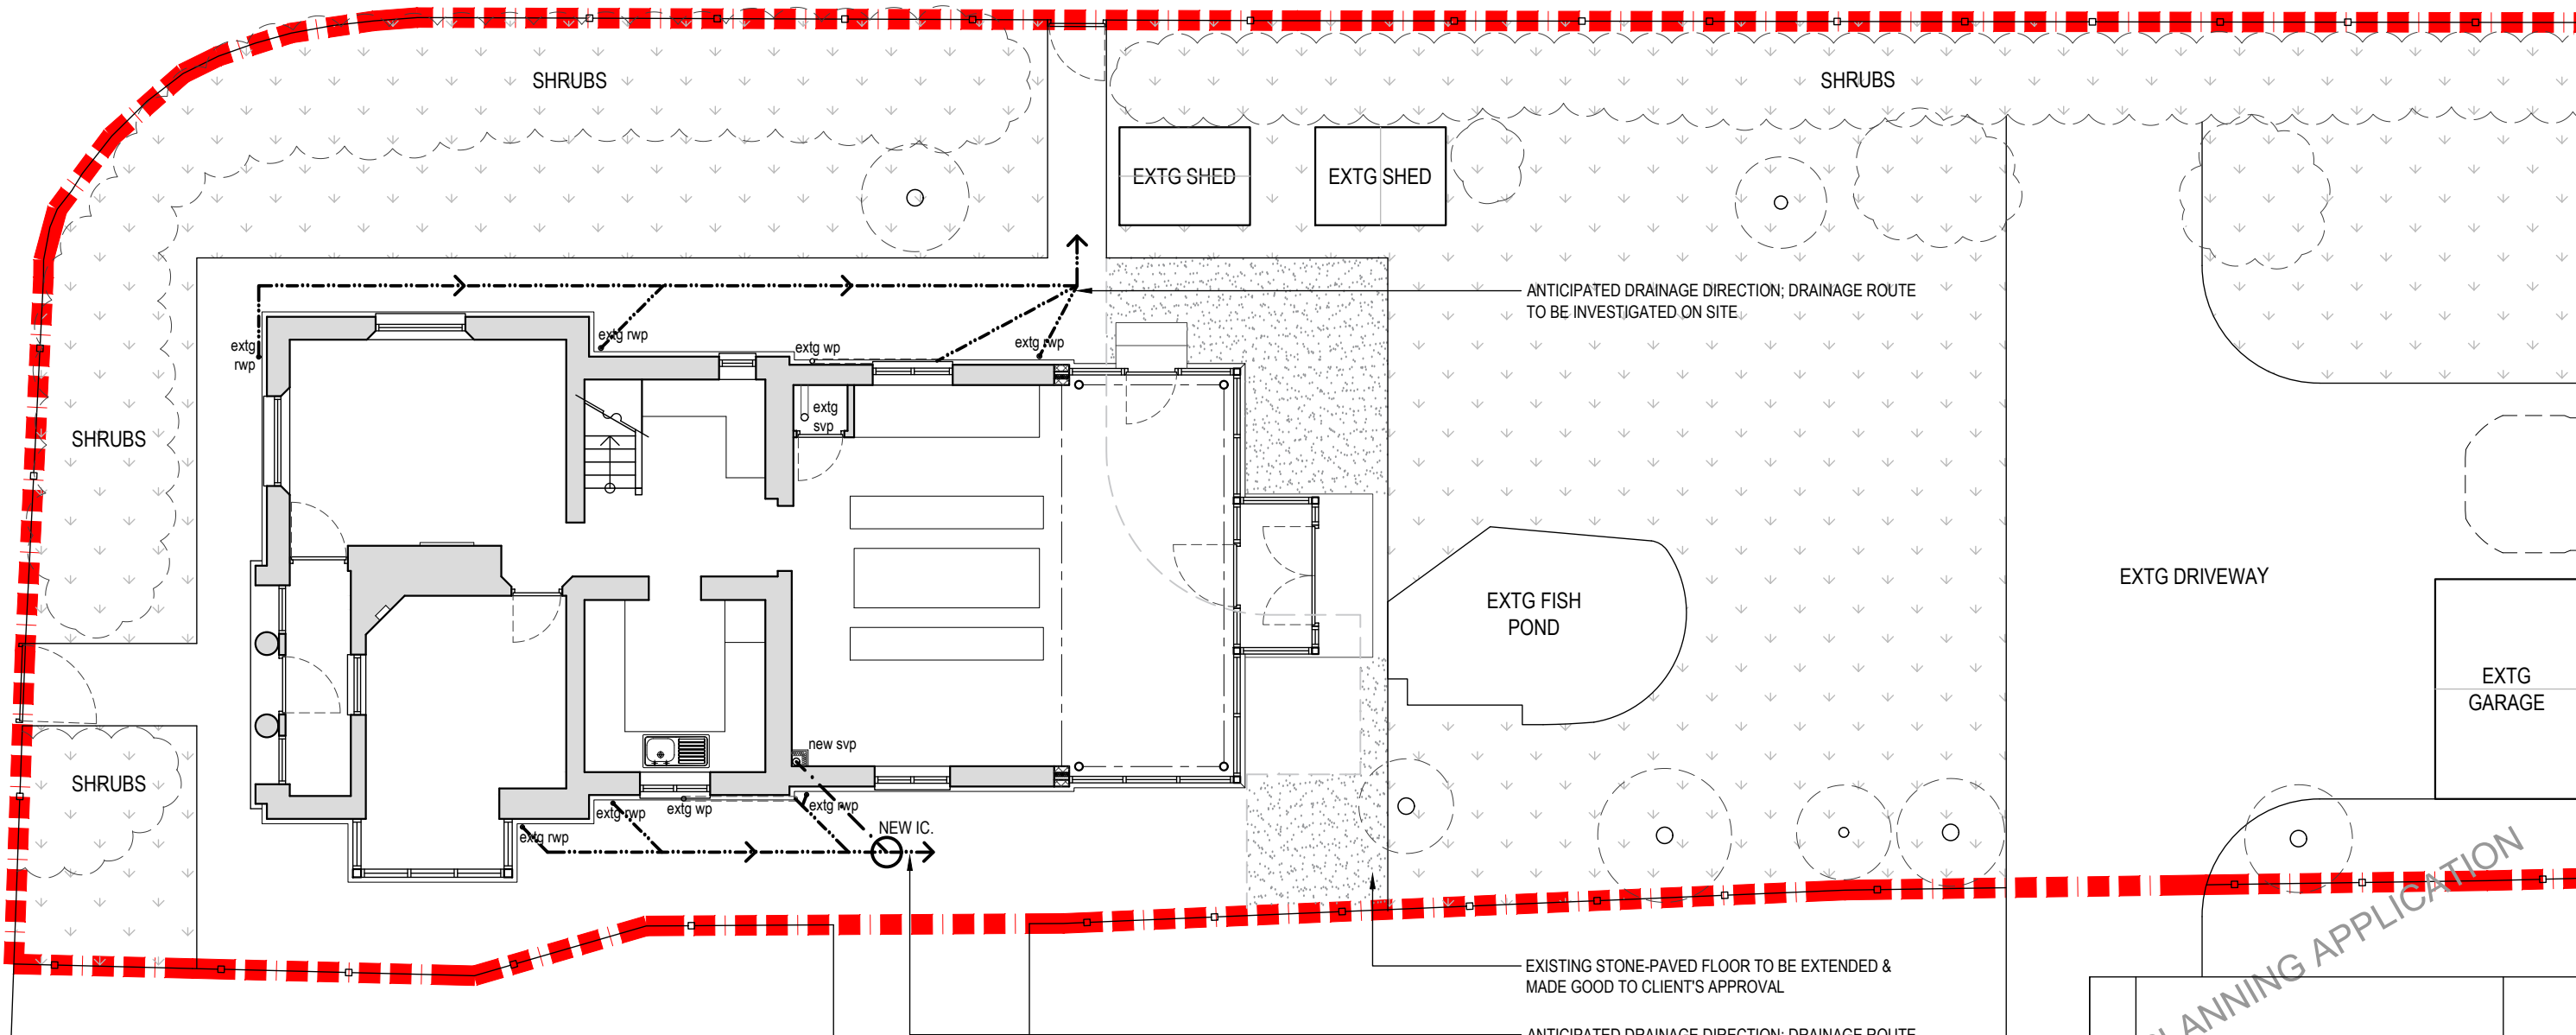 SHRUBS
SHRUBS
EXTG SHED
EXTG SHED
ANTICIPATED DRAINAGE DIRECTION; DRAINAGE ROUTE
TO BE INVESTIGATED ON SITE
extg
rwp
extg rwp
extg wp
extg rwp
extg
svp
SHRUBS
EXTG DRIVEWAY
EXTG FISH
POND
EXTG
GARAGE
new svp
SHRUBS
extg rwp
extg rwp
extg wp
extg rwp
NEW IC.
EXISTING STONE-PAVED FLOOR TO BE EXTENDED &
MADE GOOD TO CLIENT'S APPROVAL
ANTICIPATED DRAINAGE DIRECTION; DRAINAGE ROUTE
PLANNING APPLICATION